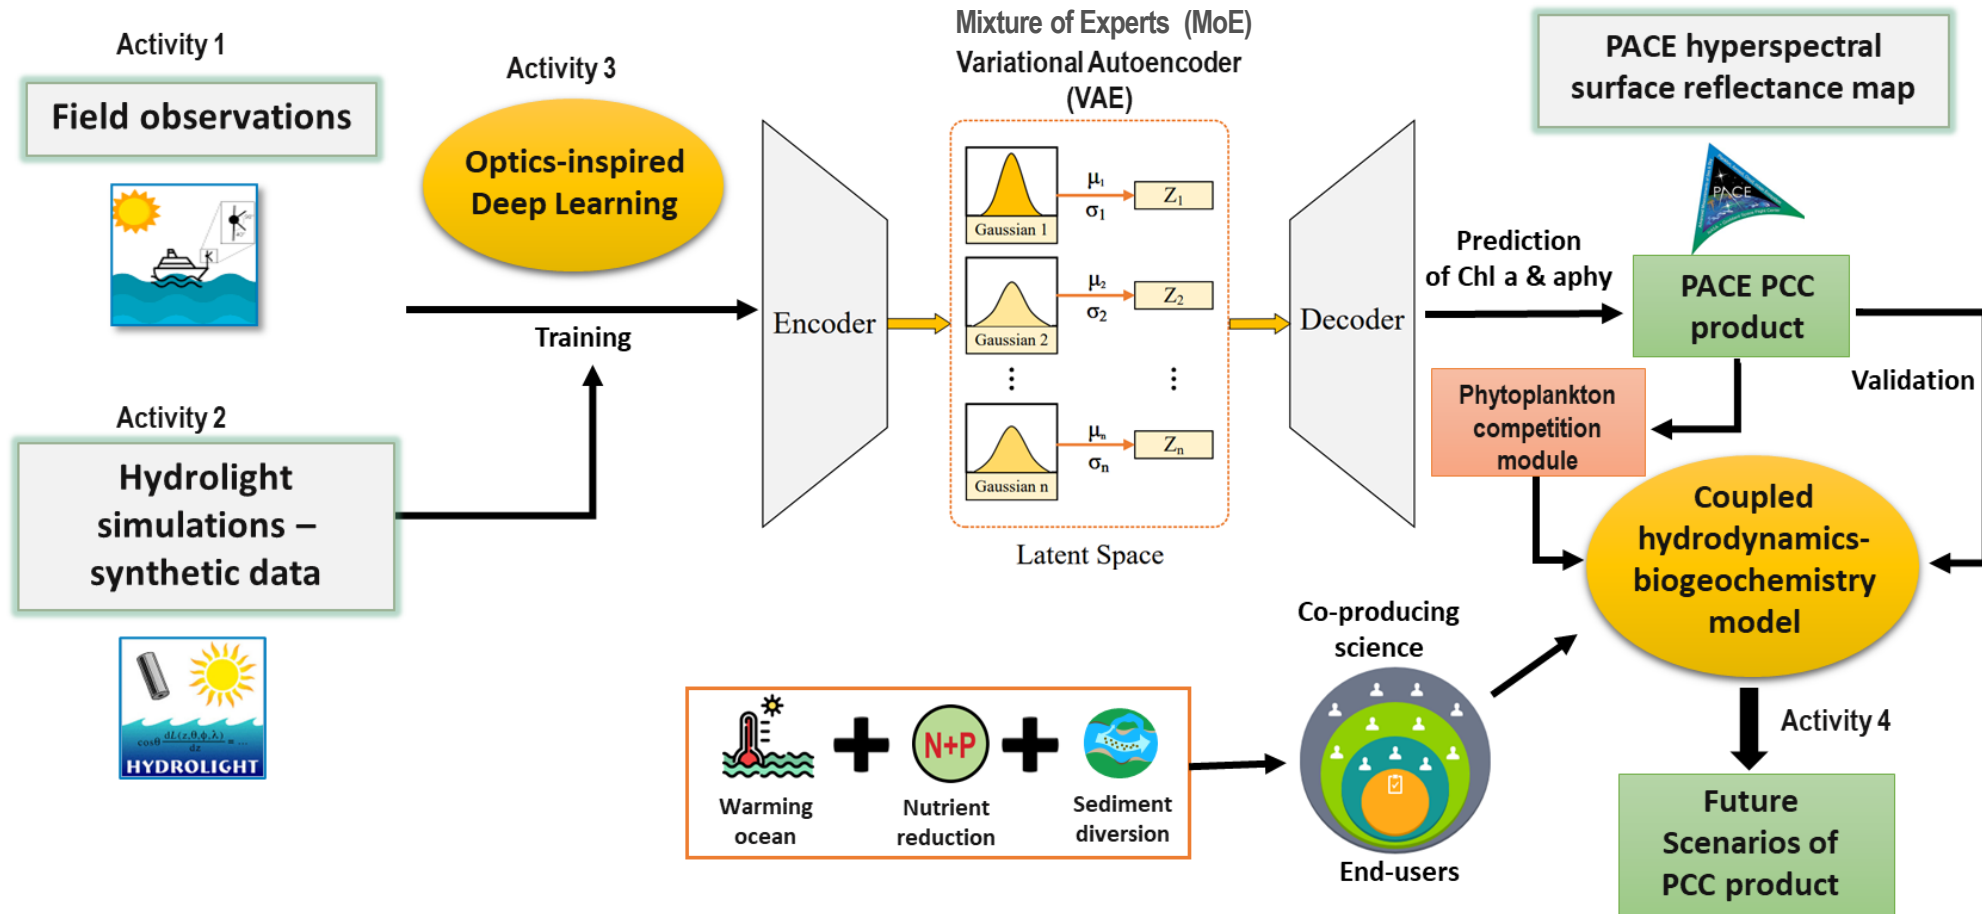 Activity 1
Field observations
Activity 2
Hydrolight
simulations –
synthetic data
cosθ dL(z,θ,ϕ,λ)/dz = ...
HYDROLIGHT
Activity 3
Optics-inspired
Deep Learning
Training
Mixture of Experts (MoE)
Variational Autoencoder
(VAE)
Encoder
Gaussian 1
μ1
σ1
Z1
Gaussian 2
μ2
σ2
Z2
⋮
⋮
Gaussian n
μn
σn
Zn
Latent Space
Decoder
Prediction
of Chl a & aphy
PACE hyperspectral
surface reflectance map
PACE
PACE PCC
product
Validation
Phytoplankton
competition
module
Coupled
hydrodynamics-
biogeochemistry
model
Activity 4
Future
Scenarios of
PCC product
Warming
ocean
N+P
Nutrient
reduction
Sediment
diversion
Co-producing
science
End-users